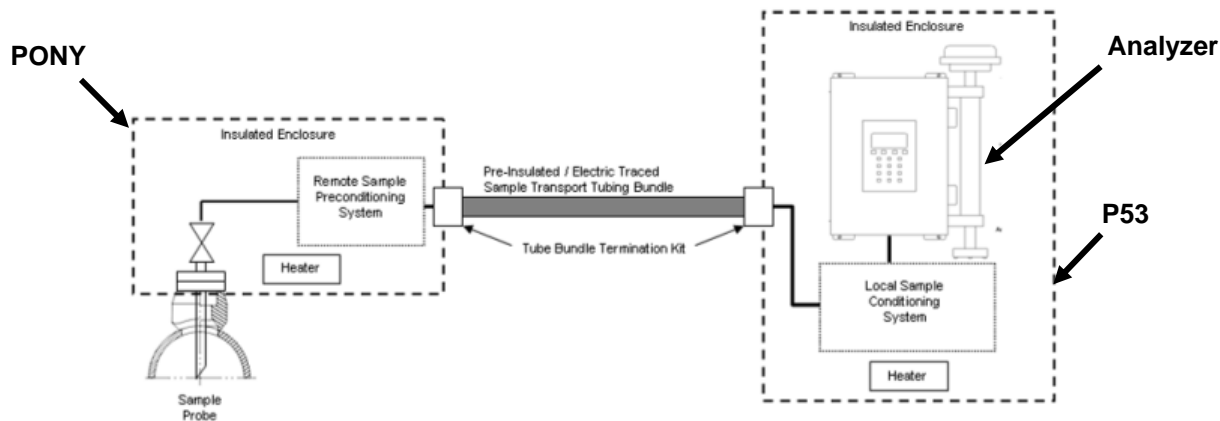 PONY
Insulated Enclosure
Remote Sample
Preconditioning
System
Heater
Sample
Probe
Pre-Insulated / Electric Traced
Sample Transport Tubing Bundle
Tube Bundle Termination Kit
Insulated Enclosure
Analyzer
P53
Local Sample
Conditioning
System
Heater